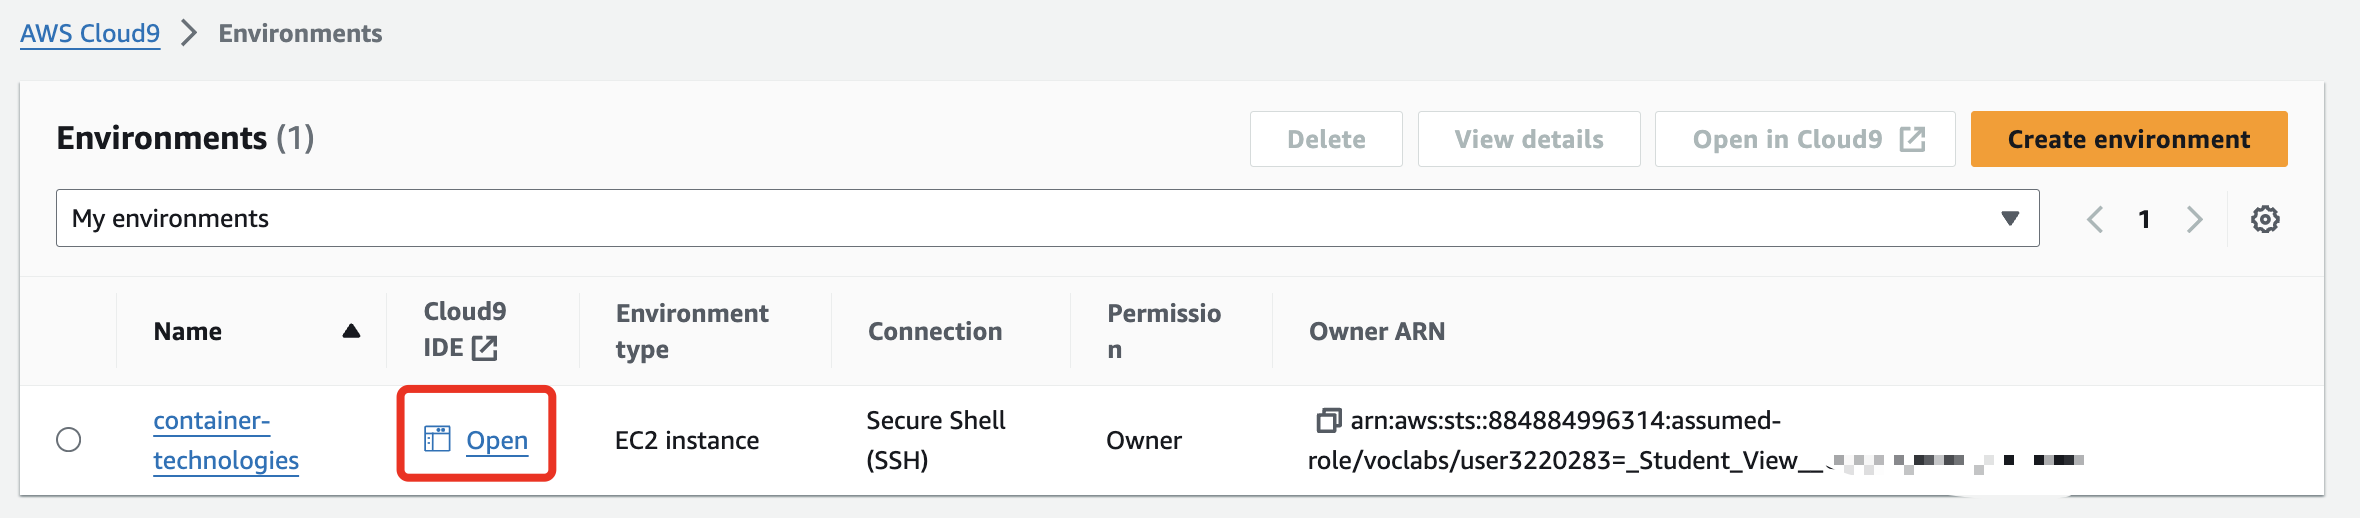 AWS Cloud9 > Environments
Environments (1)
Delete
View details
Open in Cloud9
Create environment
My environments
1
Name
Cloud9
IDE
Environment
type
Connection
Permissio
n
Owner ARN
container-
technologies
Open
EC2 instance
Secure Shell
(SSH)
Owner
arn:aws:sts::884884996314:assumed-
role/voclabs/user3220283=_Student_View__